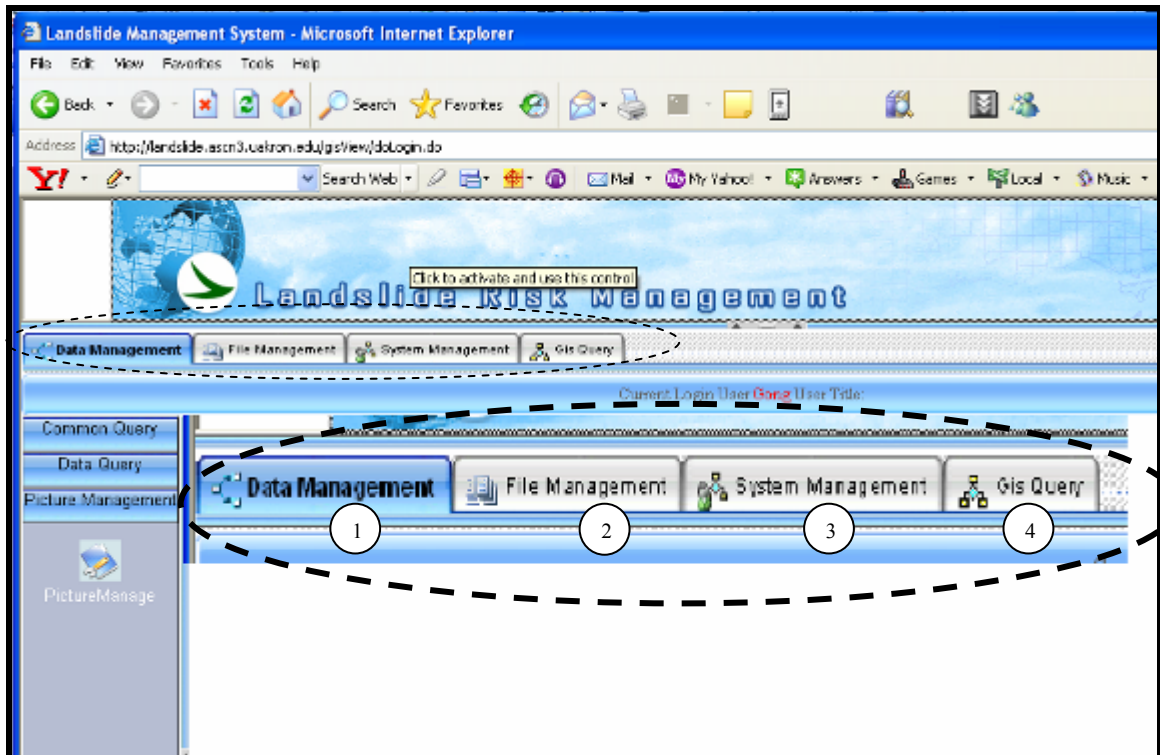 Landslide Management System - Microsoft Internet Explorer
File Edit View Favorites Tools Help
Back Search Favorites
Address http://landslide.ascn3.uakron.edu/gisView/doLogin.do
Y! Search Web Mail My Yahoo! Answers Games Local Music
Click to activate and use this control
Landslide Risk Management
Data Management File Management System Management Gis Query
Current Login User Gong User Title:
Common Query
Data Query
Picture Management
PictureManage
Data Management File Management System Management Gis Query
1 2 3 4